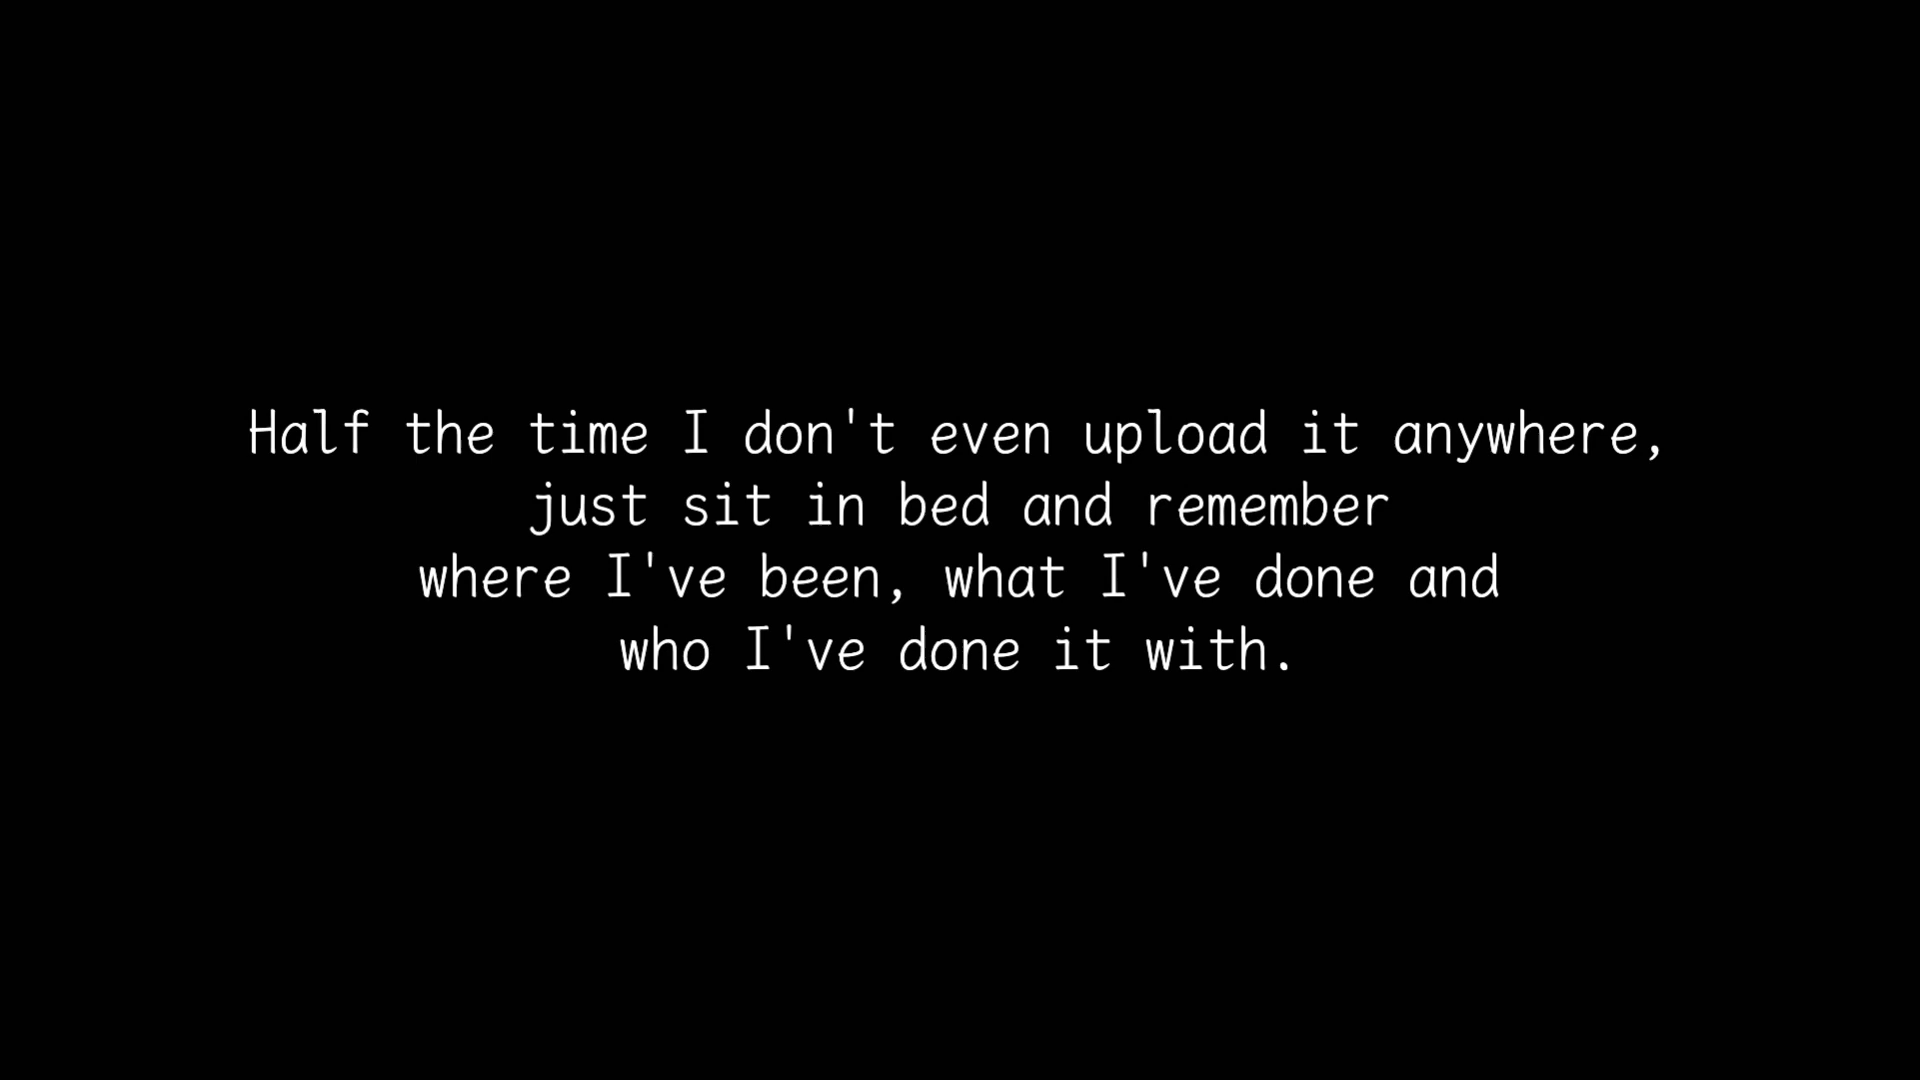 Half the time I don't even upload it anywhere,
just sit in bed and remember
where I've been, what I've done and
who I've done it with.